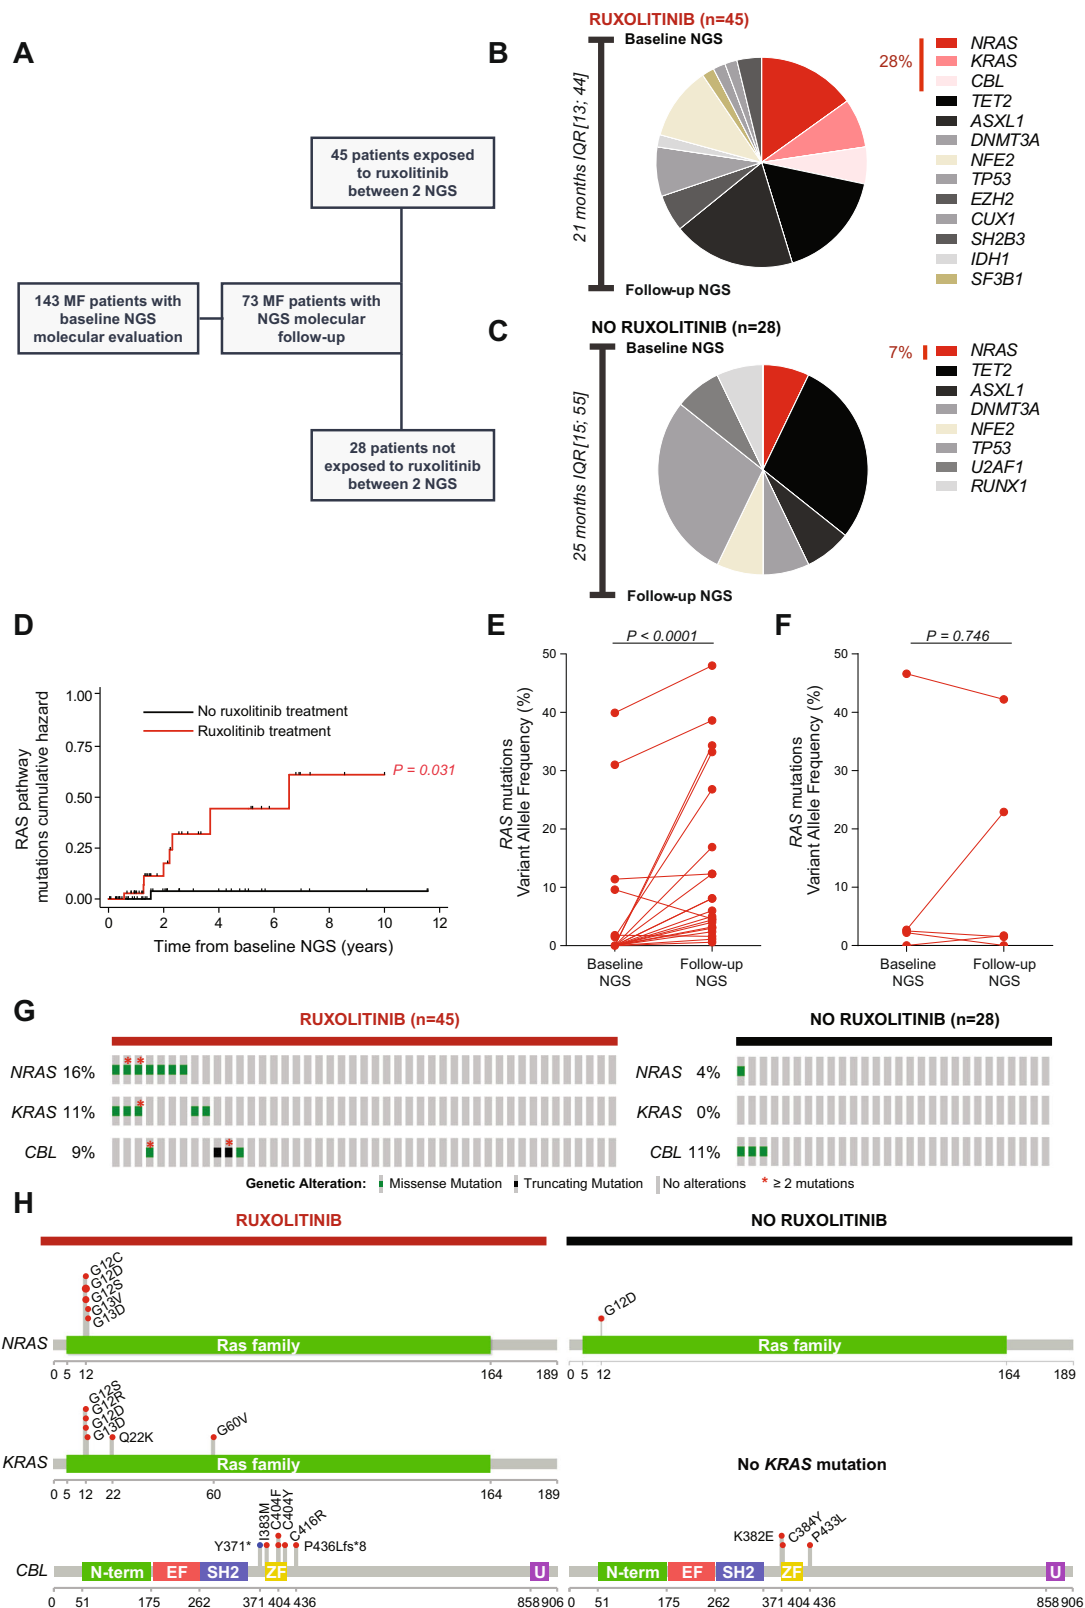 A
45 patients exposed
to ruxolitinib
between 2 NGS
143 MF patients with
baseline NGS
molecular evaluation
73 MF patients with
NGS molecular
follow-up
28 patients not
exposed to ruxolitinib
between 2 NGS
B
RUXOLITINIB (n=45)
Baseline NGS
21 months IQR [13; 44]
Follow-up NGS
28%
NRAS
KRAS
CBL
TET2
ASXL1
DNMT3A
NFE2
TP53
EZH2
CUX1
SH2B3
IDH1
SF3B1
C
NO RUXOLITINIB (n=28)
Baseline NGS
25 months IQR [15; 55]
Follow-up NGS
7%
NRAS
TET2
ASXL1
DNMT3A
NFE2
TP53
U2AF1
RUNX1
D
RAS pathway
mutations cumulative hazard
1.00
0.75
0.50
0.25
0.00
No ruxolitinib treatment
Ruxolitinib treatment
P = 0.031
0 2 4 6 8 10 12
Time from baseline NGS (years)
E
P < 0.0001
RAS mutations
Variant Allele Frequency (%)
50
40
30
20
10
0
Baseline
NGS
Follow-up
NGS
F
P = 0.746
RAS mutations
Variant Allele Frequency (%)
50
40
30
20
10
0
Baseline
NGS
Follow-up
NGS
G
RUXOLITINIB (n=45)
NRAS 16%
* *
KRAS 11%
*
CBL 9%
* *
NO RUXOLITINIB (n=28)
NRAS 4%
KRAS 0%
CBL 11%
Genetic Alteration: Missense Mutation Truncating Mutation No alterations * ≥ 2 mutations
H
RUXOLITINIB
NO RUXOLITINIB
G12C
G12D
G12S
G13V
G13D
NRAS
Ras family
0 5 12 164 189
G12D
Ras family
0 5 12 164 189
G12S
G12R
G12D
G13D
Q22K
G60V
KRAS
Ras family
0 5 12 22 60 164 189
No KRAS mutation
Y371*
I383M
C404F
C404Y
C416R
P436Lfs*8
CBL
N-term EF SH2 ZF U
0 51 175 262 371 404 436 858 906
K382E
C384Y
P433L
N-term EF SH2 ZF U
0 51 175 262 371 404 436 858 906